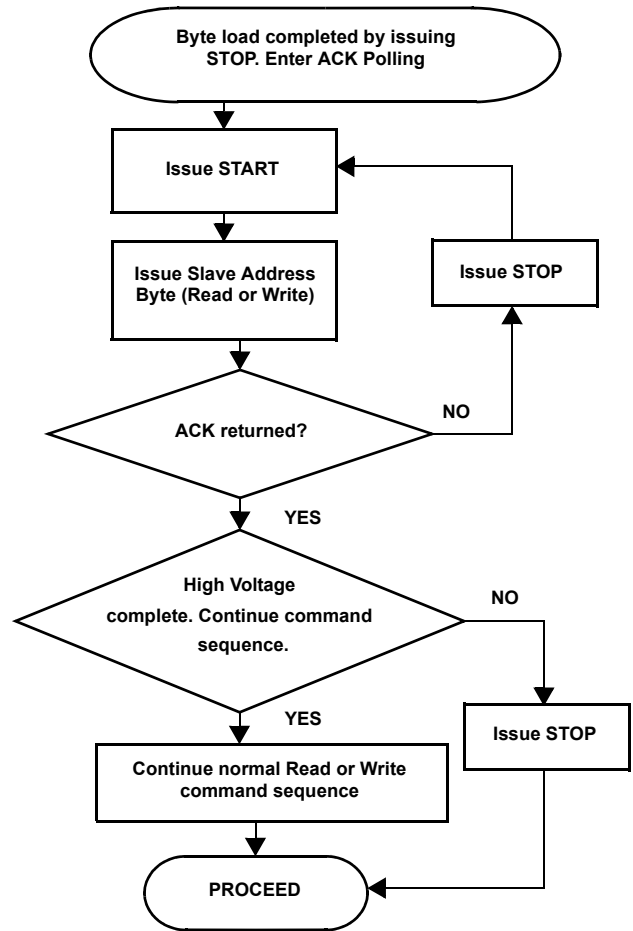 Byte load completed by issuing
STOP. Enter ACK Polling
Issue START
Issue Slave Address
Byte (Read or Write)
Issue STOP
ACK returned?
NO
YES
High Voltage
complete. Continue command
sequence.
NO
YES
Issue STOP
Continue normal Read or Write
command sequence
PROCEED